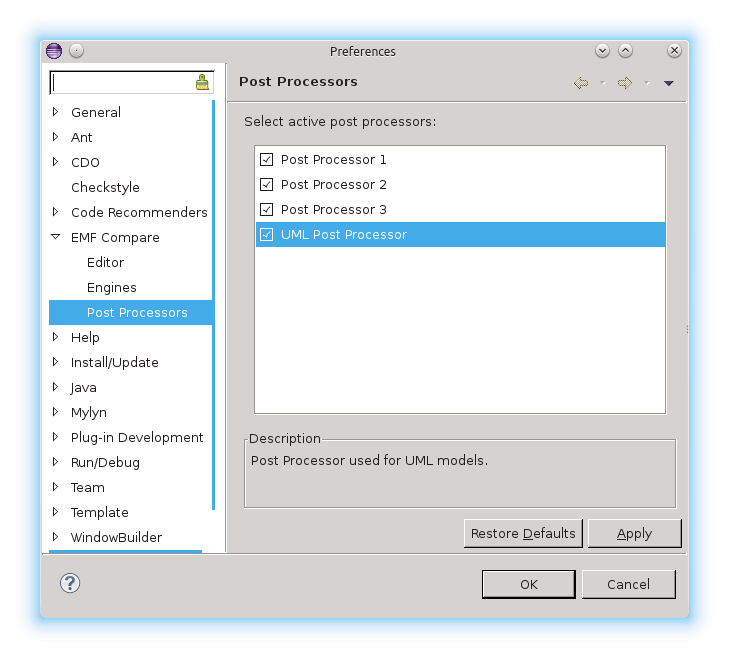 Preferences
Post Processors
General
Ant
CDO
Checkstyle
Code Recommenders
EMF Compare
Editor
Engines
Post Processors
Help
Install/Update
Java
Mylyn
Plug-in Development
Run/Debug
Team
Template
WindowBuilder
Select active post processors:
Post Processor 1
Post Processor 2
Post Processor 3
UML Post Processor
Description
Post Processor used for UML models.
Restore Defaults
Apply
?
OK
Cancel